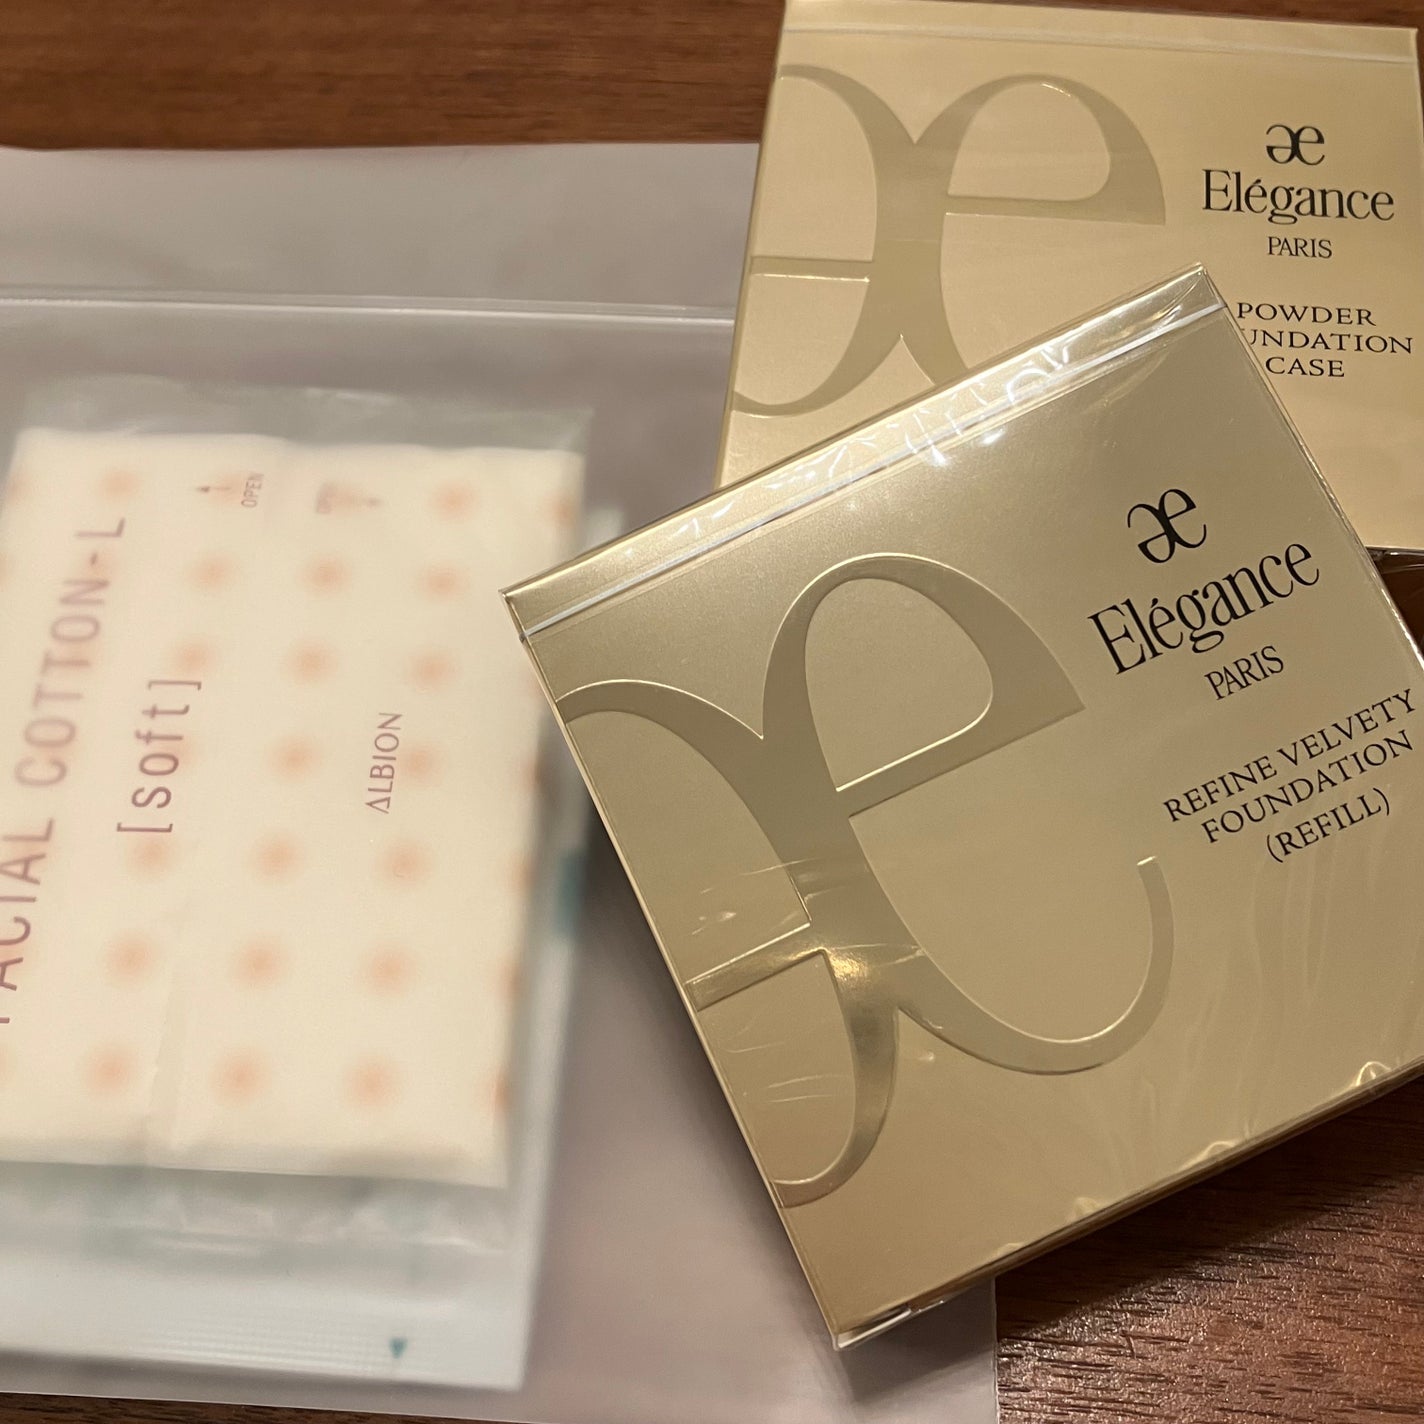 æ
Elégance
PARIS
POWDER
UNDATION
CASE
æ
Elégance
PARIS
REFINE VELVETY
FOUNDATION
(REFILL)
FACIAL COTTON-L
[soft]
ALBION
OPEN